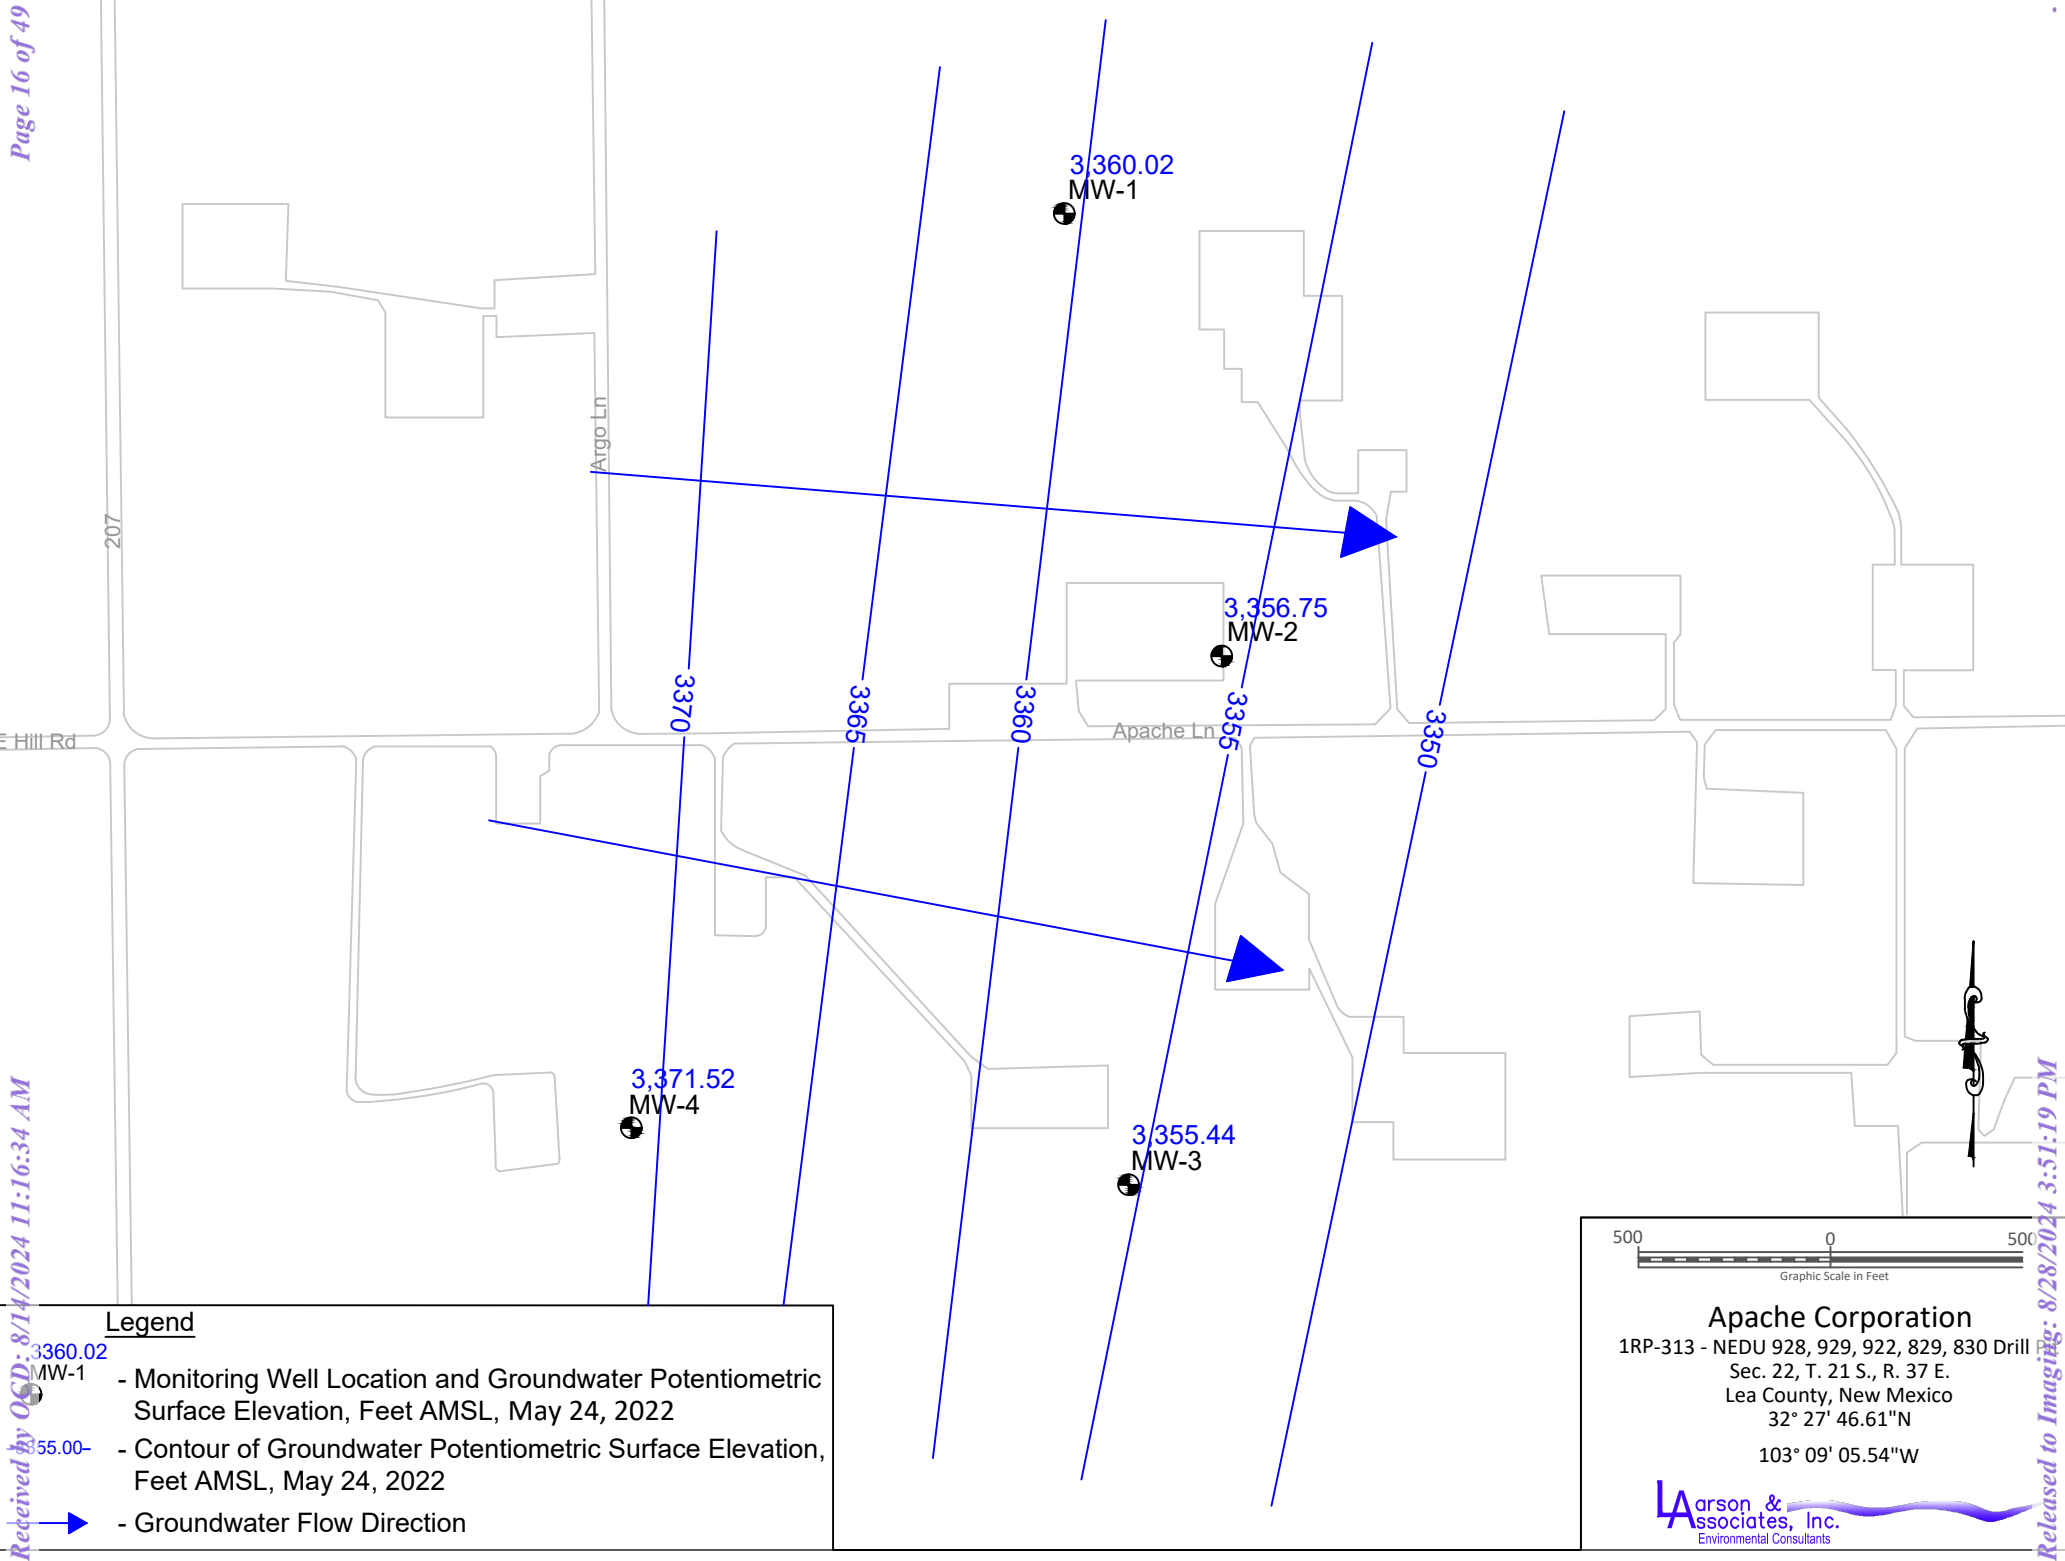 Page 16 of 49
3,360.02
MW-1
Argo Ln
207
3,356.75
MW-2
3370
3365
3360
3355
3350
E Hill Rd
Apache Ln
3,371.52
MW-4
3,355.44
MW-3
Received by OCD: 8/14/2024 11:16:34 AM
Released to Imaging: 8/28/2024 3:51:19 PM
Legend
3360.02
MW-1
- Monitoring Well Location and Groundwater Potentiometric
Surface Elevation, Feet AMSL, May 24, 2022
- Contour of Groundwater Potentiometric Surface Elevation,
Feet AMSL, May 24, 2022
- Groundwater Flow Direction
500 0 500
Graphic Scale in Feet
Apache Corporation
1RP-313 - NEDU 928, 929, 922, 829, 830 Drill
Sec. 22, T. 21 S., R. 37 E.
Lea County, New Mexico
32° 27' 46.61"N
103° 09' 05.54"W
Larson &
Associates, Inc.
Environmental Consultants